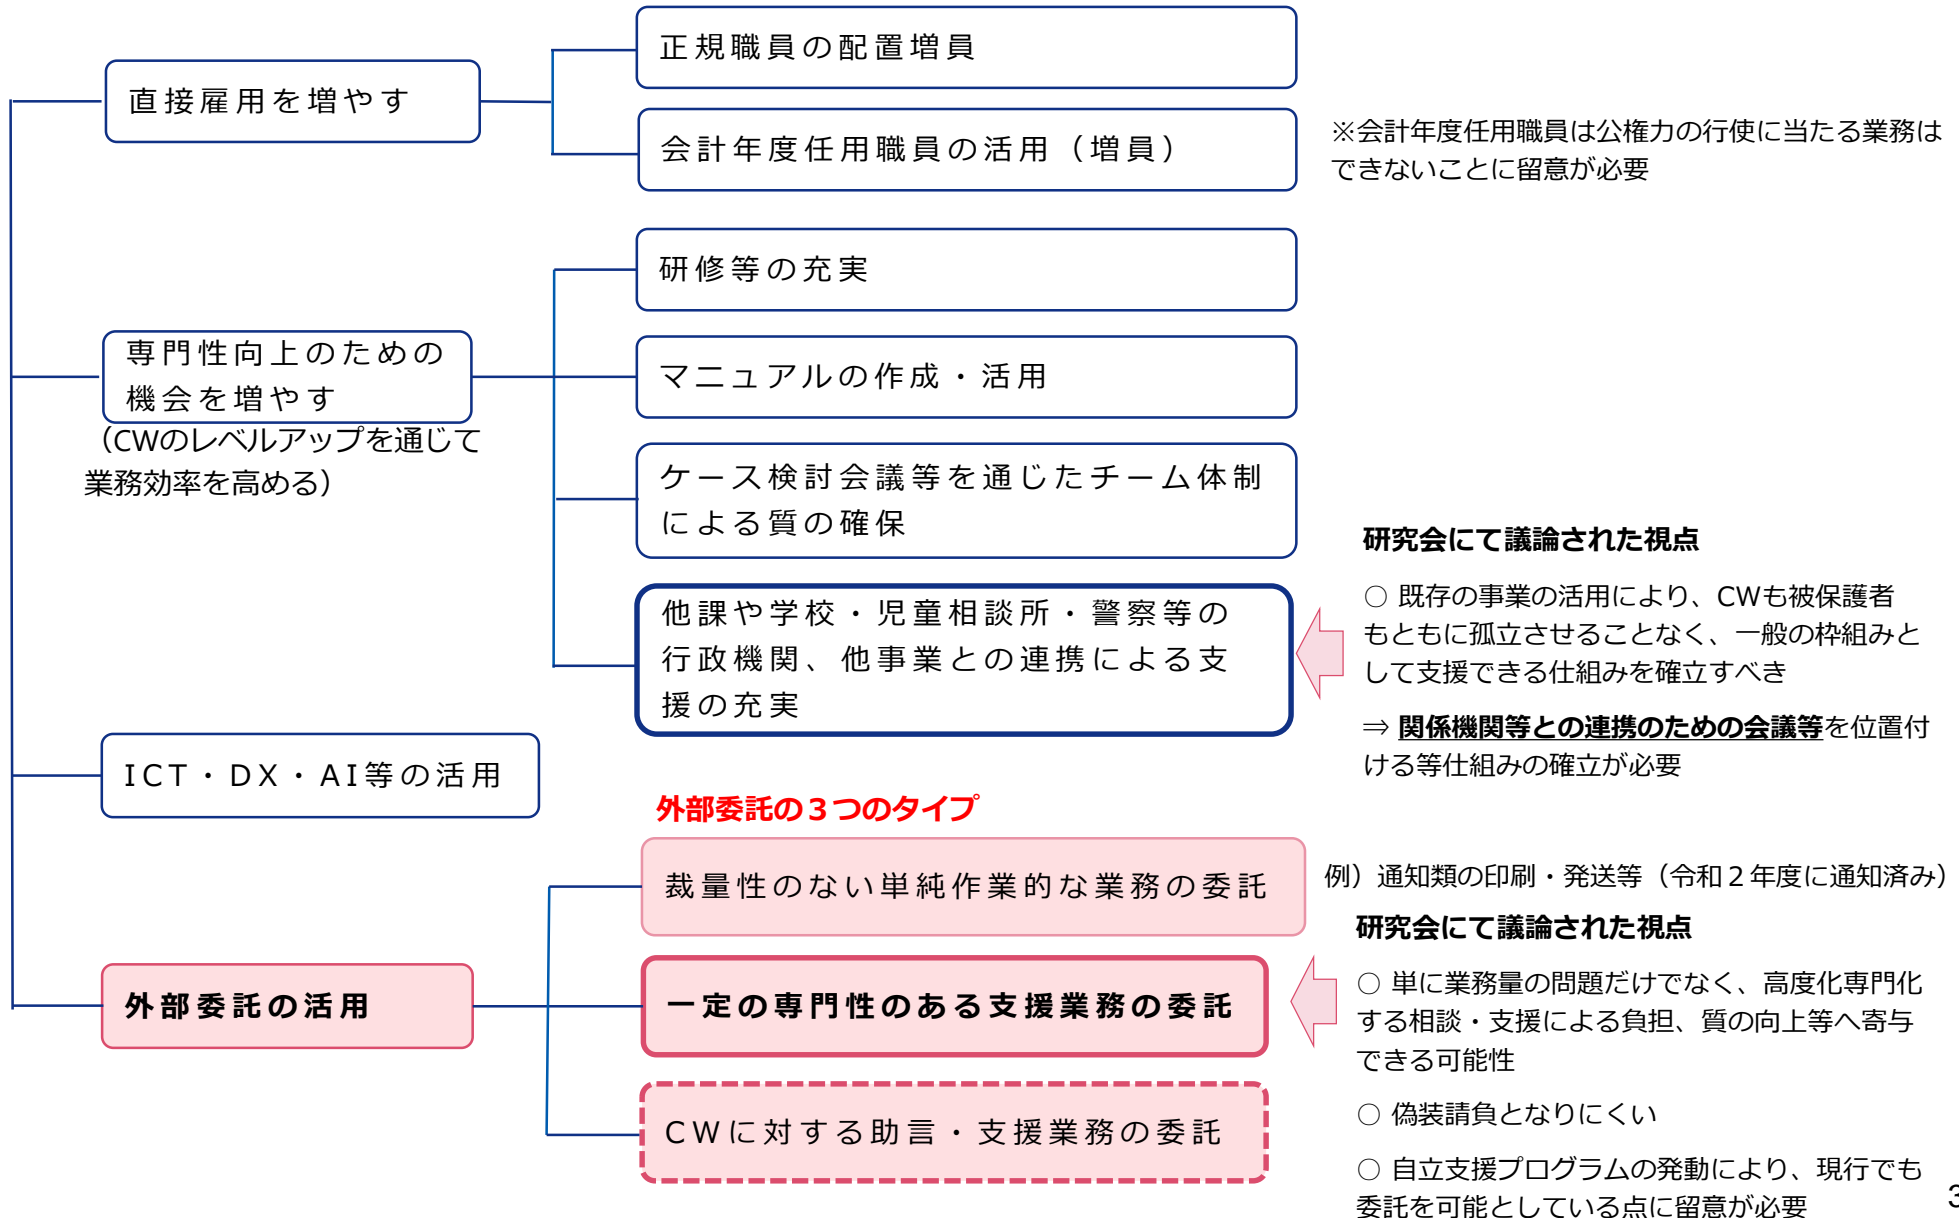 直接雇用を増やす
正規職員の配置増員
会計年度任用職員の活用（増員）
※会計年度任用職員は公権力の行使に当たる業務は
できないことに留意が必要
専門性向上のための
機会を増やす
（CWのレベルアップを通じて
業務効率を高める）
研修等の充実
マニュアルの作成・活用
ケース検討会議等を通じたチーム体制
による質の確保
他課や学校・児童相談所・警察等の
行政機関、他事業との連携による支
援の充実
研究会にて議論された視点
○ 既存の事業の活用により、CWも被保護者
もともに孤立させることなく、一般の枠組みと
して支援できる仕組みを確立すべき
⇒ 関係機関等との連携のための会議等を位置付
ける等仕組みの確立が必要
ICT・DX・AI等の活用
外部委託の３つのタイプ
外部委託の活用
裁量性のない単純作業的な業務の委託
例）通知類の印刷・発送等（令和２年度に通知済み）
一定の専門性のある支援業務の委託
研究会にて議論された視点
○ 単に業務量の問題だけでなく、高度化専門化
する相談・支援による負担、質の向上等へ寄与
できる可能性
○ 偽装請負となりにくい
○ 自立支援プログラムの発動により、現行でも
委託を可能としている点に留意が必要
CWに対する助言・支援業務の委託